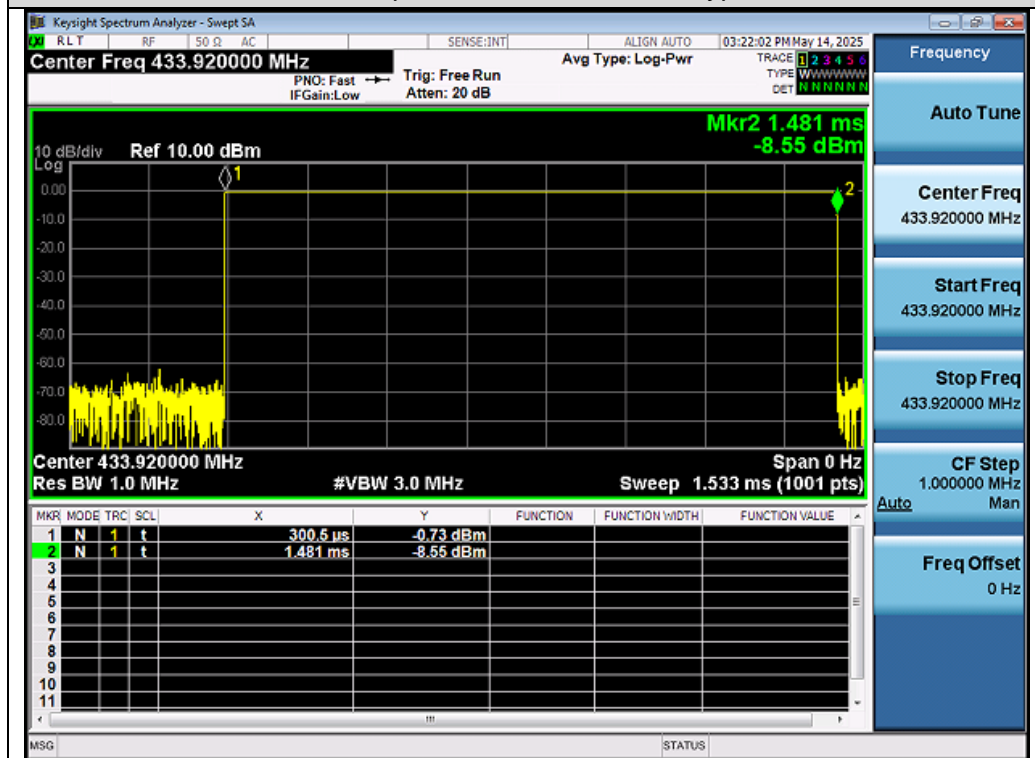 Keysight Spectrum Analyzer - Swept SA
LXI RLT RF 50 Ω AC SENSE:INT ALIGN AUTO 03:22:02 PM May 14, 2025
Center Freq 433.920000 MHz Avg Type: Log-Pwr TRACE 1 2 3 4 5 6
PNO: Fast Trig: Free Run TYPE WWWWWWW
IFGain:Low Atten: 20 dB DET N N N N N N
Mkr2 1.481 ms
-8.55 dBm
10 dB/div Ref 10.00 dBm
Log
1
2
0.00
-10.0
-20.0
-30.0
-40.0
-50.0
-60.0
-70.0
-80.0
Center 433.920000 MHz Span 0 Hz
Res BW 1.0 MHz #VBW 3.0 MHz Sweep 1.533 ms (1001 pts)
MKR MODE TRC SCL X Y FUNCTION FUNCTION WIDTH FUNCTION VALUE
1 N 1 t 300.5 µs -0.73 dBm
2 N 1 t 1.481 ms -8.55 dBm
3
4
5
6
7
8
9
10
11
MSG STATUS
Frequency
Auto Tune
Center Freq
433.920000 MHz
Start Freq
433.920000 MHz
Stop Freq
433.920000 MHz
CF Step
1.000000 MHz
Auto Man
Freq Offset
0 Hz